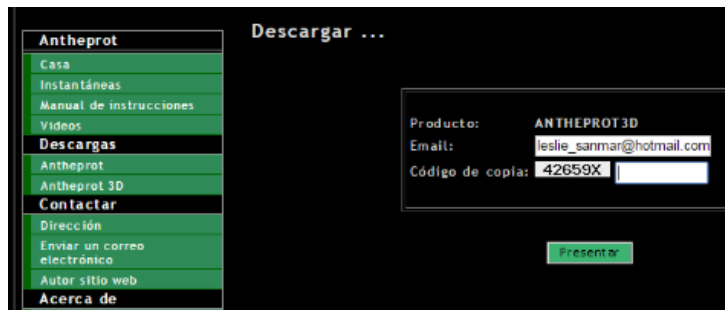 Antheprot
Casa
Instantáneas
Manual de instrucciones
Videos
Descargas
Antheprot
Antheprot 3D
Contactar
Dirección
Enviar un correo
electrónico
Autor sitio web
Acerca de
Descargar ...
Producto: ANTHEPROT3D
Email: leslie_sanmar@hotmail.com
Código de copia: 42659X
Presentar